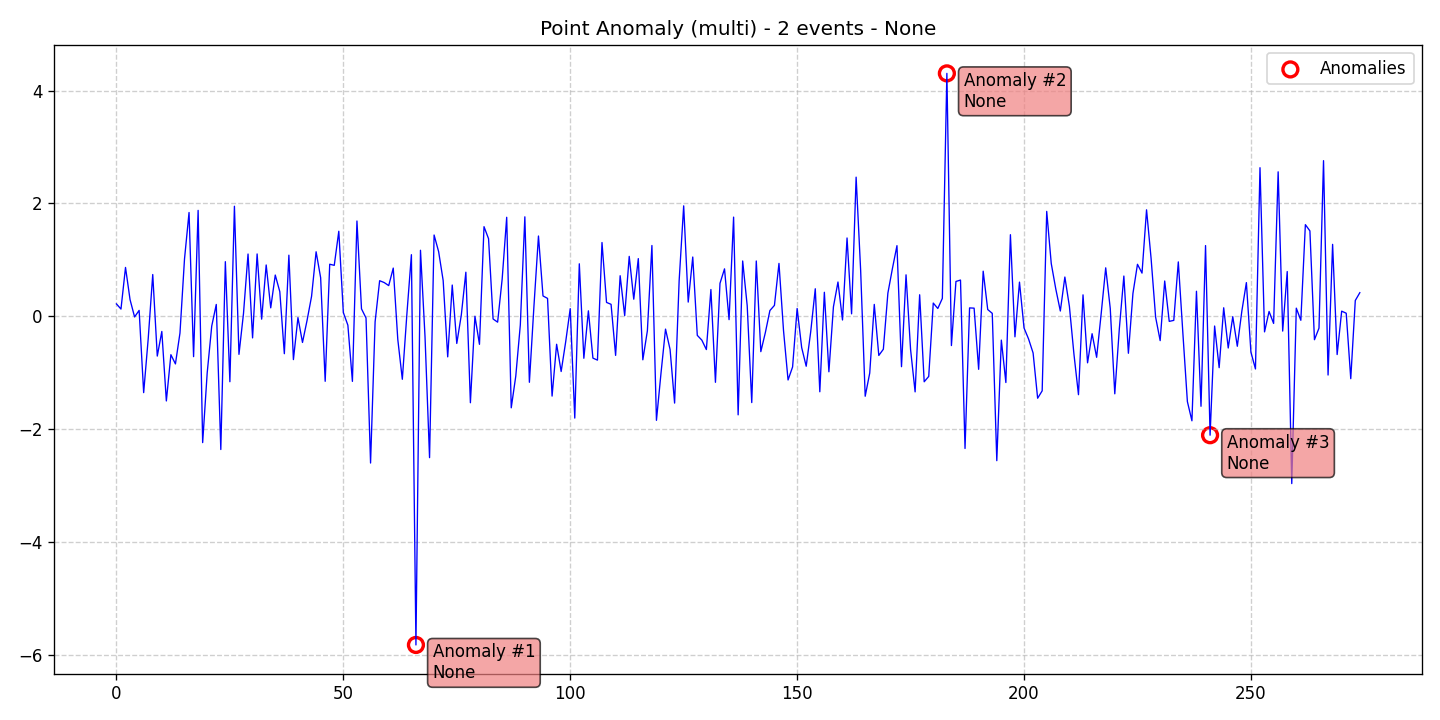 Point Anomaly (multi) - 2 events - None
Anomalies
Anomaly #2
None
Anomaly #3
None
Anomaly #1
None
4
2
0
−2
−4
−6
0
50
100
150
200
250